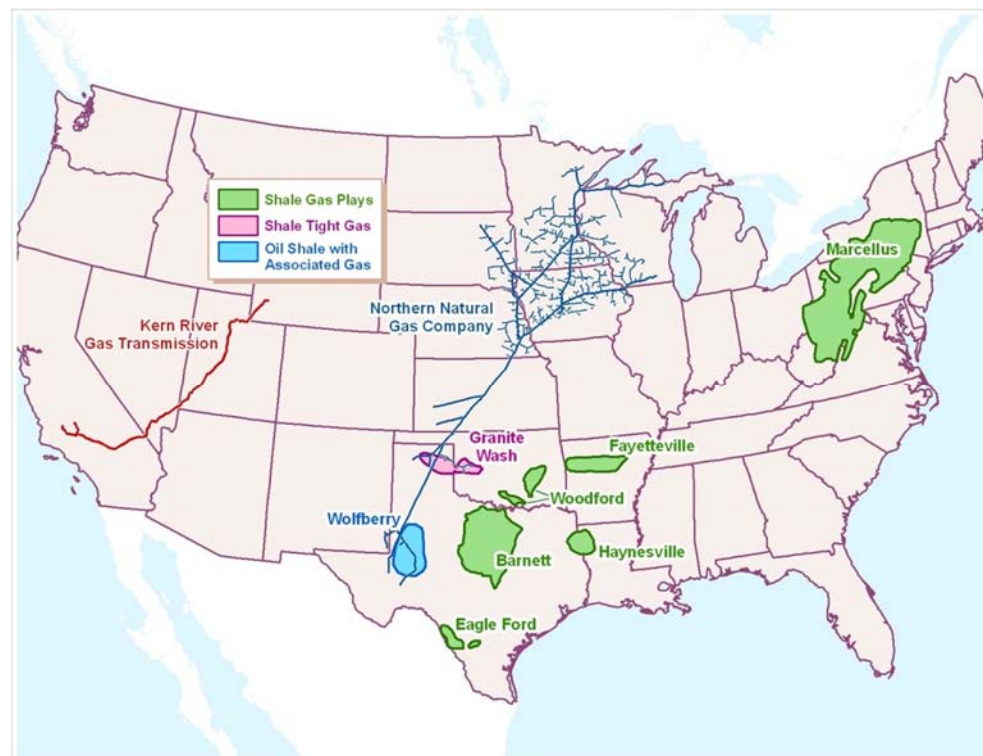 Shale Gas Plays
Shale Tight Gas
Oil Shale with
Associated Gas
Marcellus
Northern Natural
Gas Company
Kern River
Gas Transmission
Granite
Wash
Fayetteville
Woodford
Wolfberry
Haynesville
Barnett
Eagle Ford